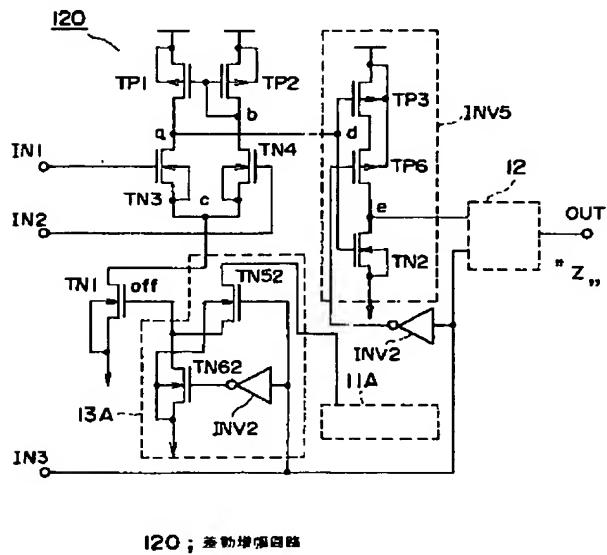 120
TP1
TP2
TP3
INV5
a
b
d
IN1
TN4
TP6
12
TN3
c
e
OUT
IN2
TN2
"Z"
TN1
off
TN52
INV2
11A
TN62
13A
INV2
IN3
120 ; 差動増幅回路